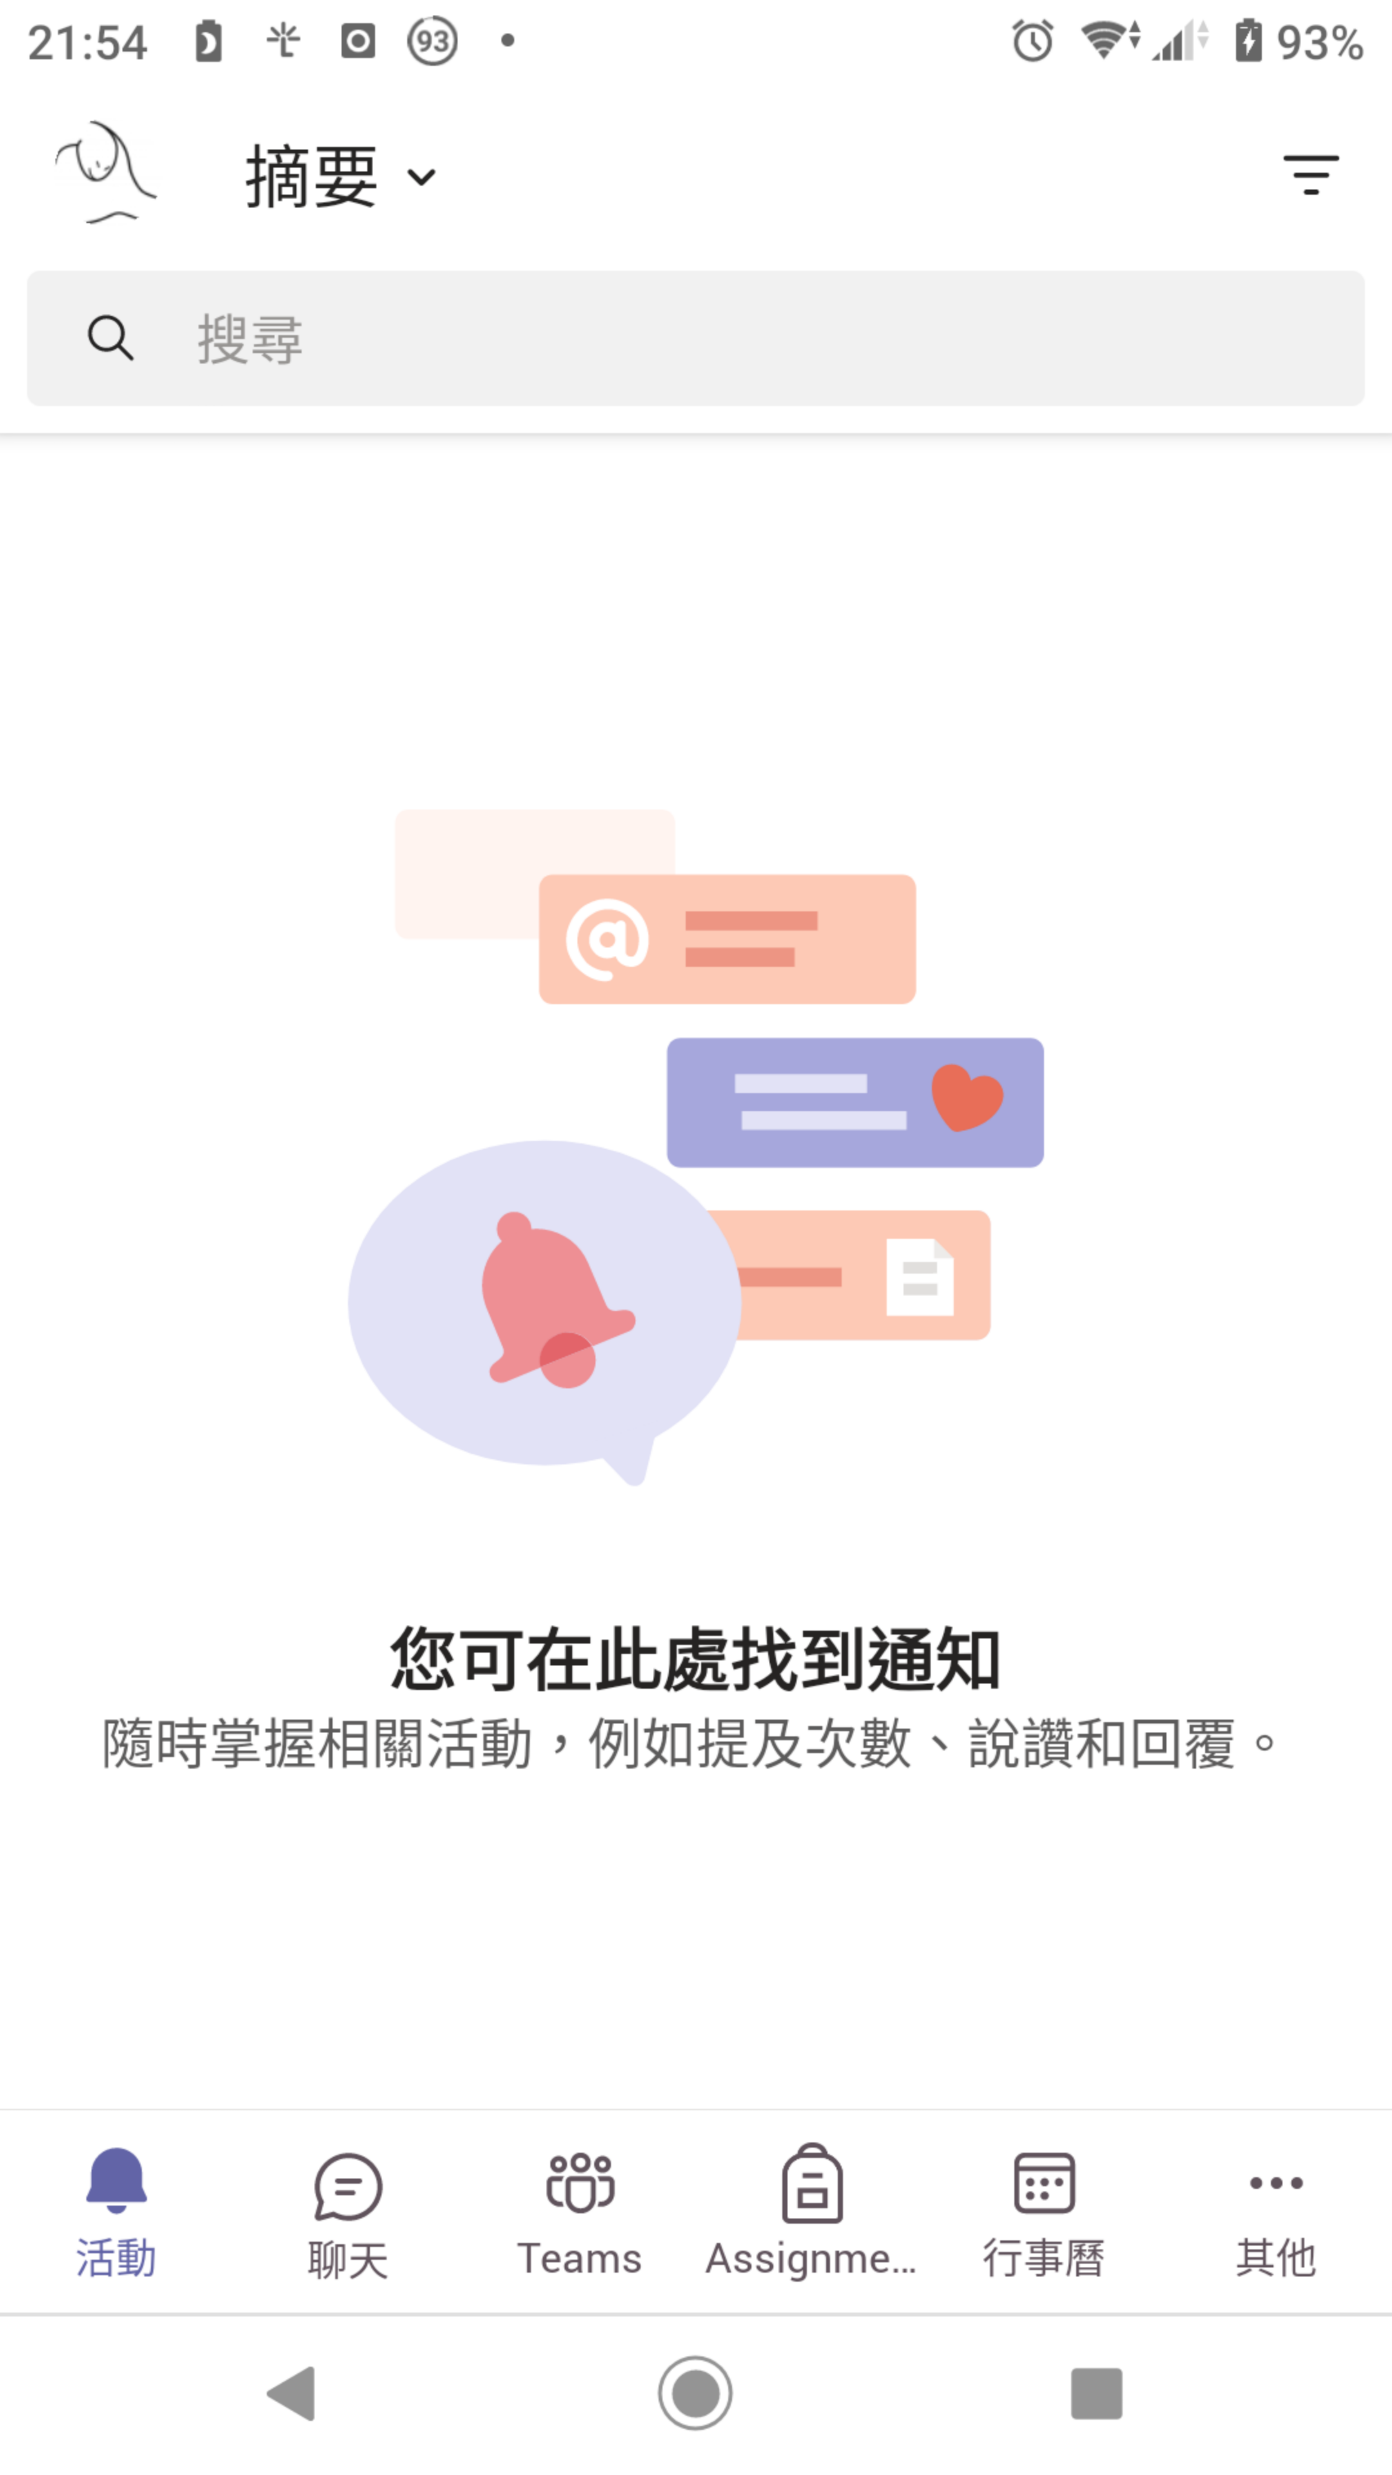 21:54 93 93%
摘要
搜尋
@
您可在此處找到通知
隨時掌握相關活動，例如提及次數、說讚和回覆。
活動 聊天 Teams Assignme... 行事曆 其他